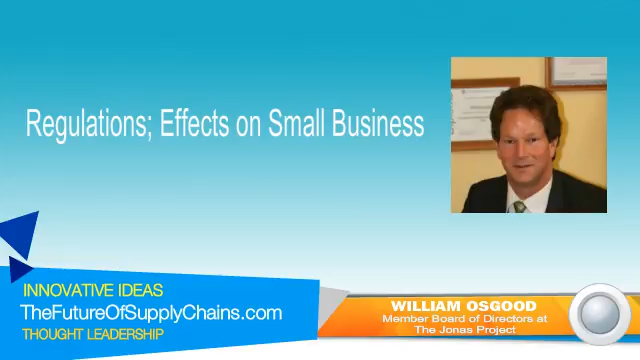 Regulations; Effects on Small Business
INNOVATIVE IDEAS
TheFutureOfSupplyChains.com
THOUGHT LEADERSHIP
WILLIAM OSGOOD
Member Board of Directors at
The Jonas Project